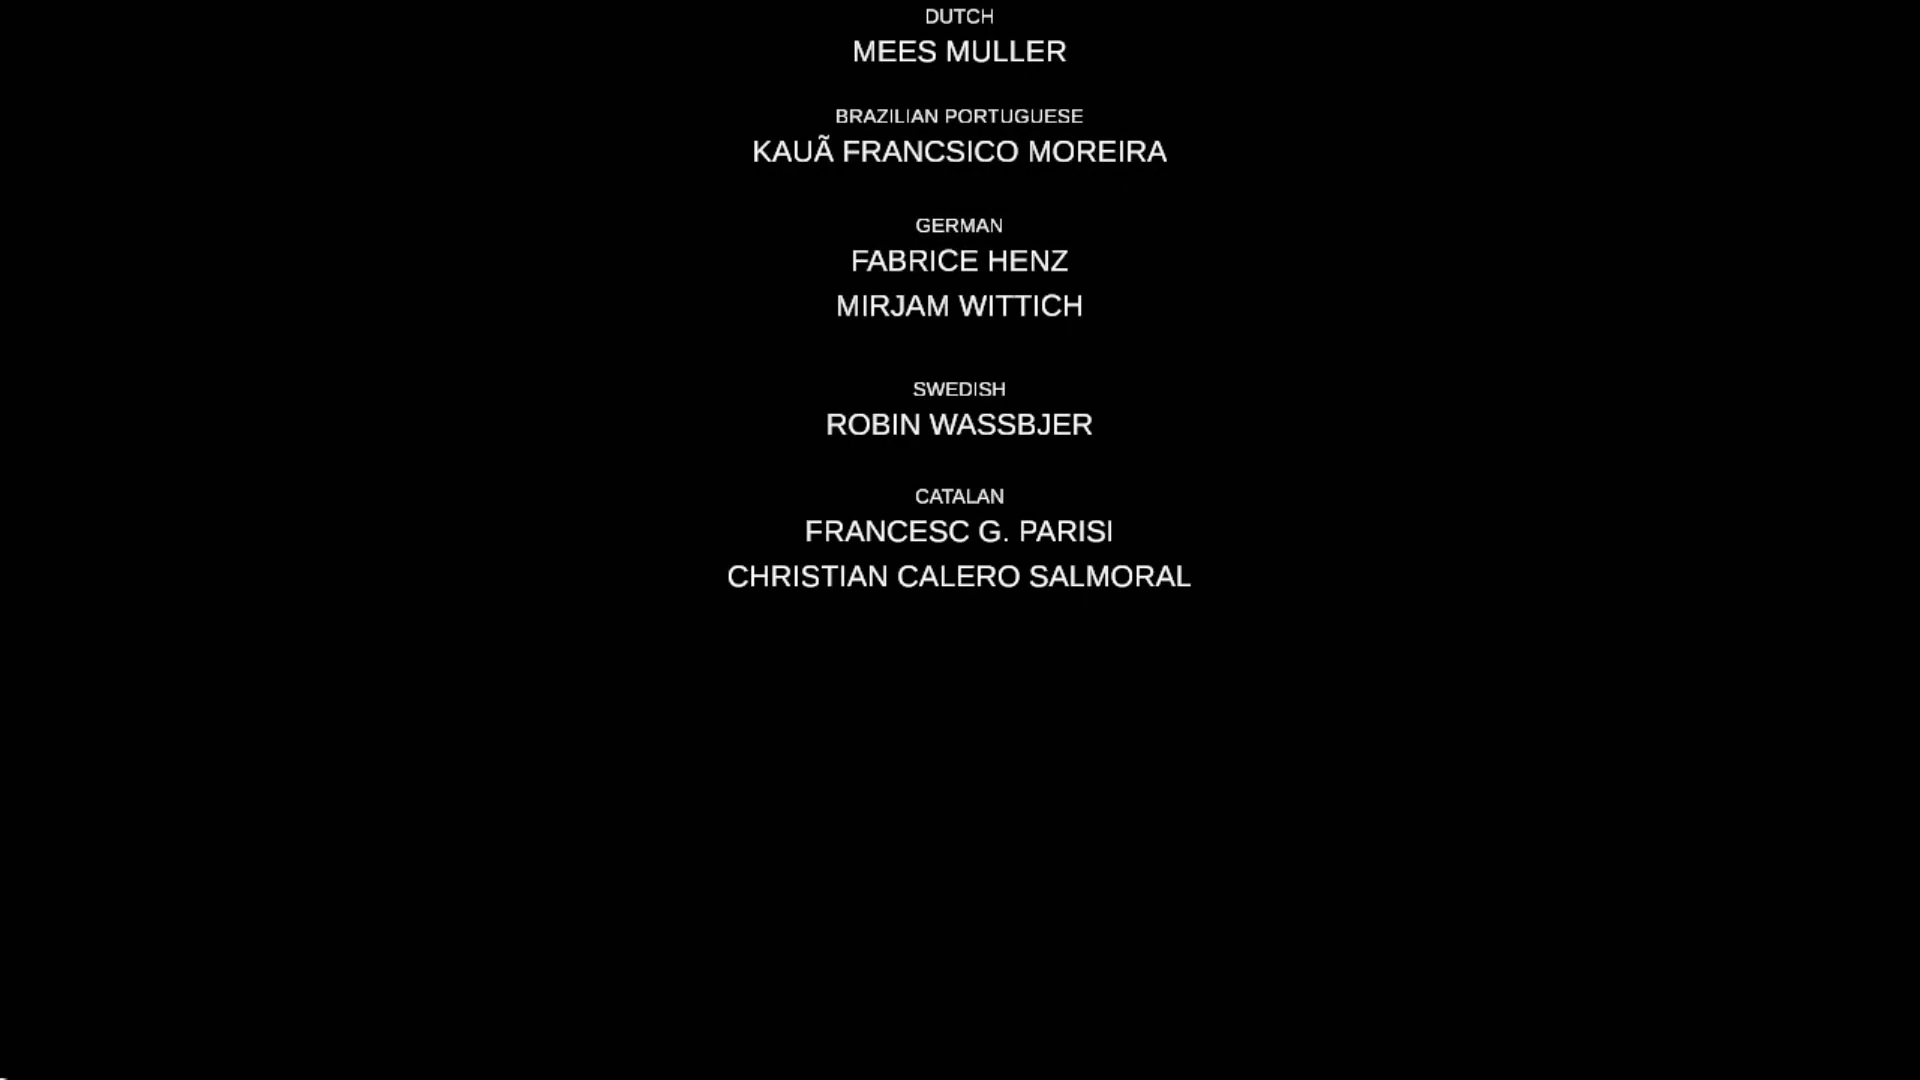 DUTCH
MEES MULLER
BRAZILIAN PORTUGUESE
KAUÃ FRANCSICO MOREIRA
GERMAN
FABRICE HENZ
MIRJAM WITTICH
SWEDISH
ROBIN WASSBJER
CATALAN
FRANCESC G. PARISI
CHRISTIAN CALERO SALMORAL